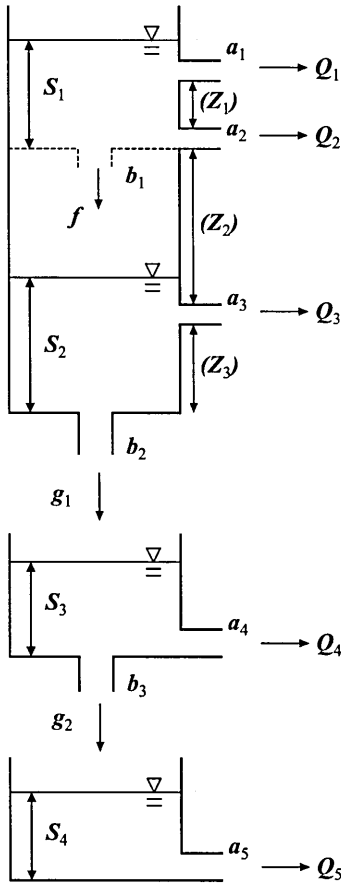 a₁
Q₁
S₁
(Z₁)
a₂
Q₂
b₁
f
(Z₂)
a₃
Q₃
S₂
(Z₃)
b₂
g₁
S₃
a₄
Q₄
b₃
g₂
S₄
a₅
Q₅